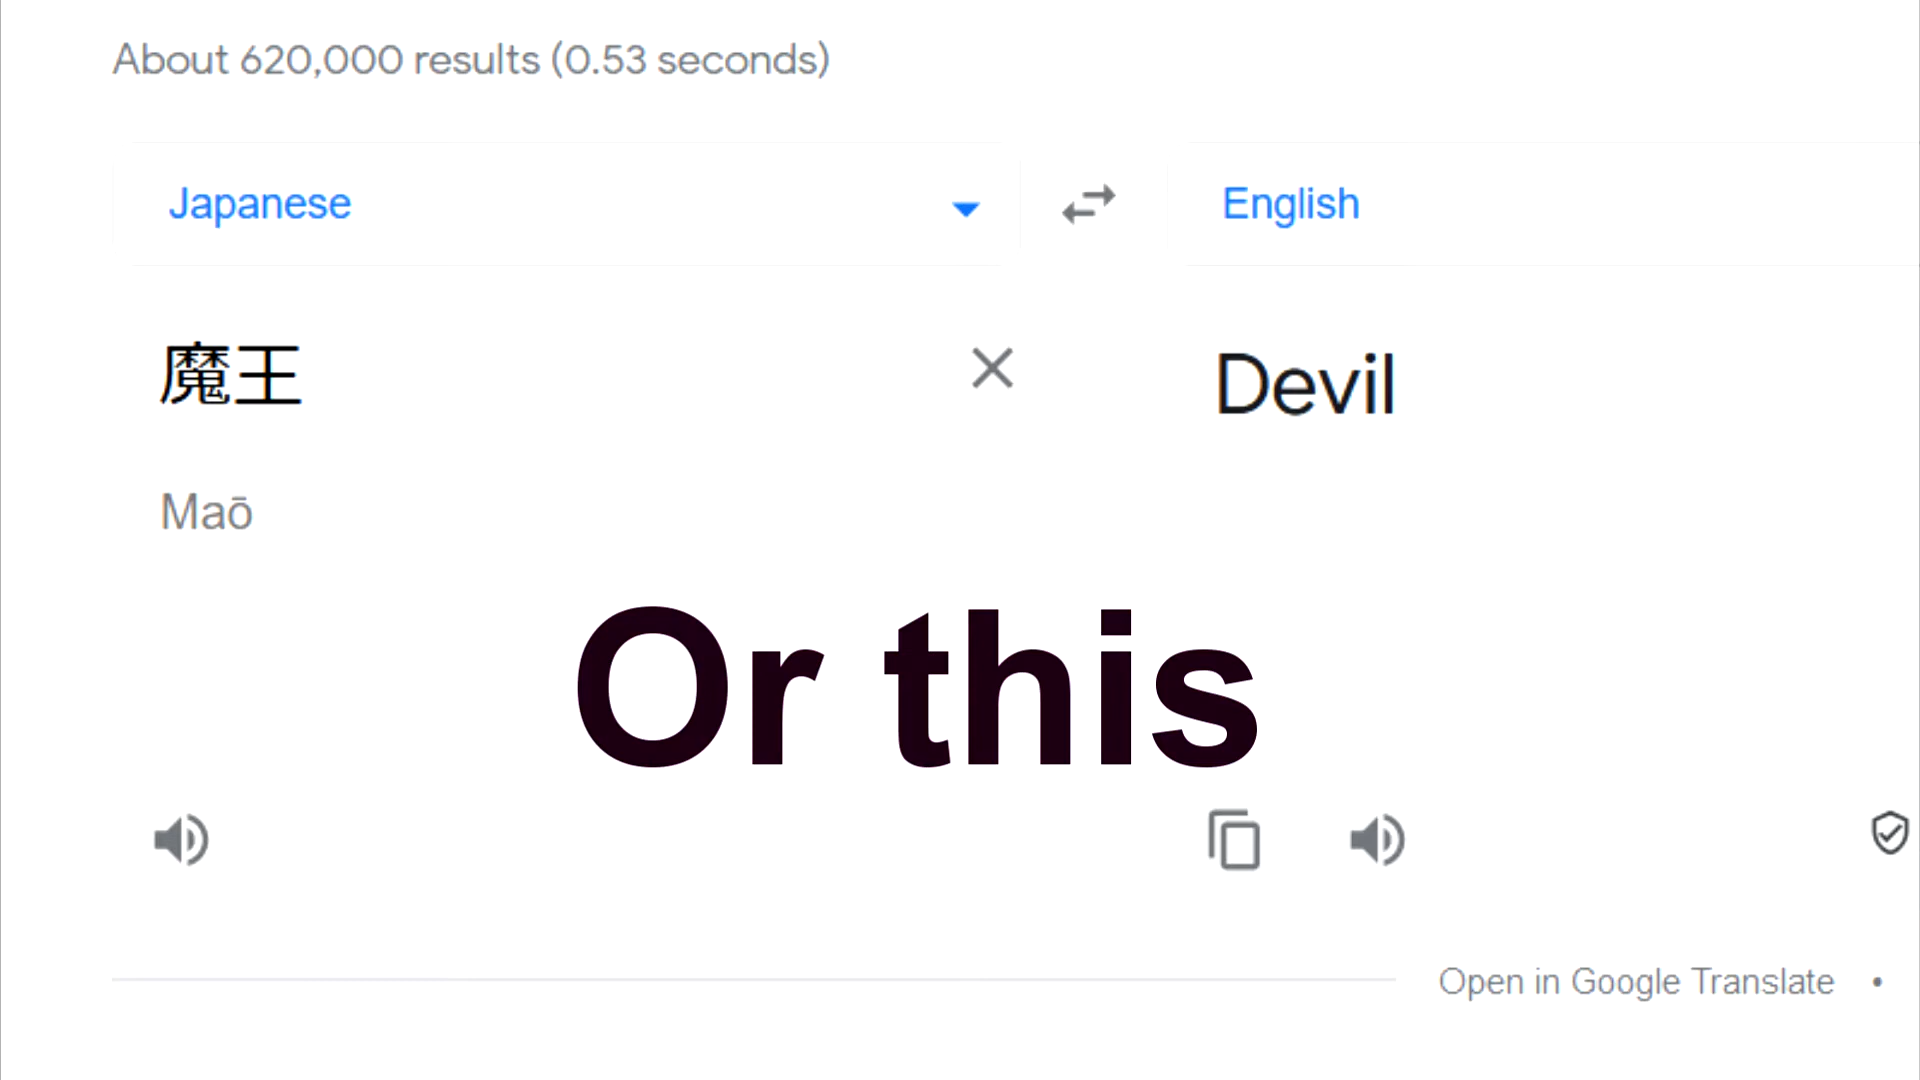 About 620,000 results (0.53 seconds)
Japanese English
魔王 Devil
Maō
Or this
Open in Google Translate •